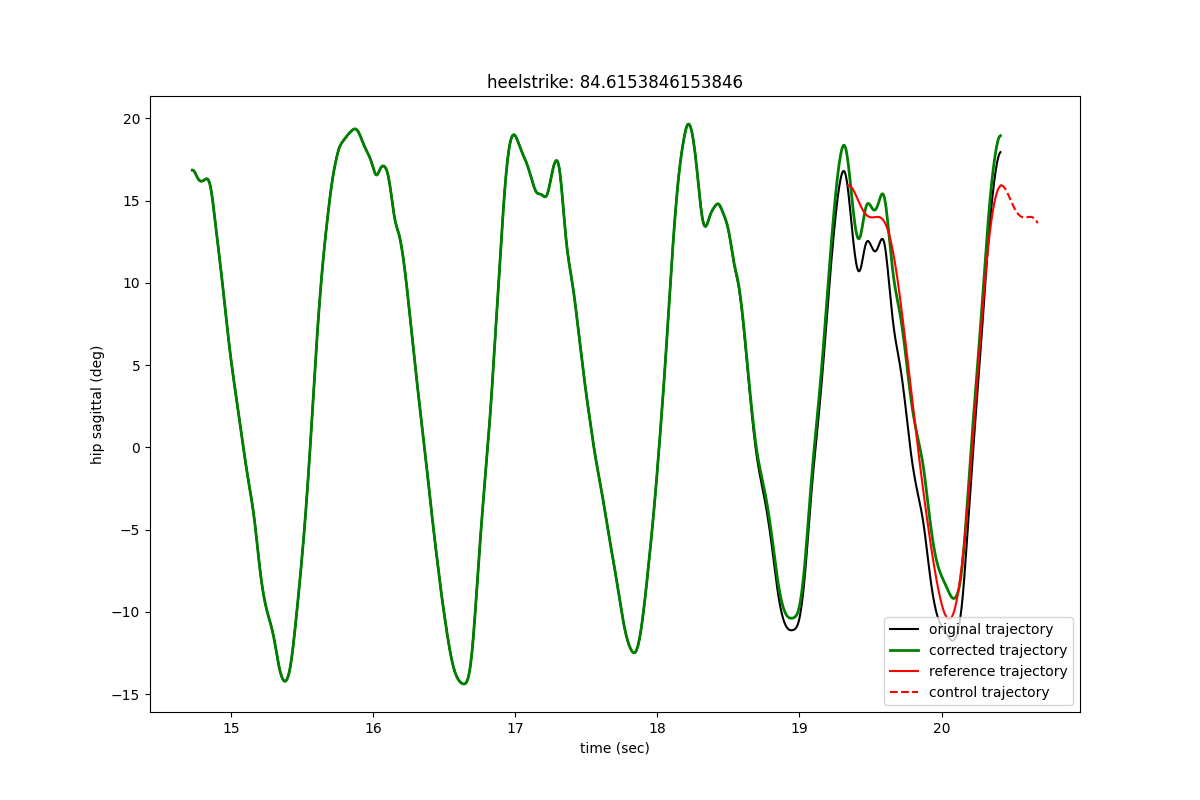 heelstrike: 84.6153846153846
20
15
10
5
0
−5
−10
−15
hip sagittal (deg)
15
16
17
18
19
20
time (sec)
original trajectory
corrected trajectory
reference trajectory
control trajectory